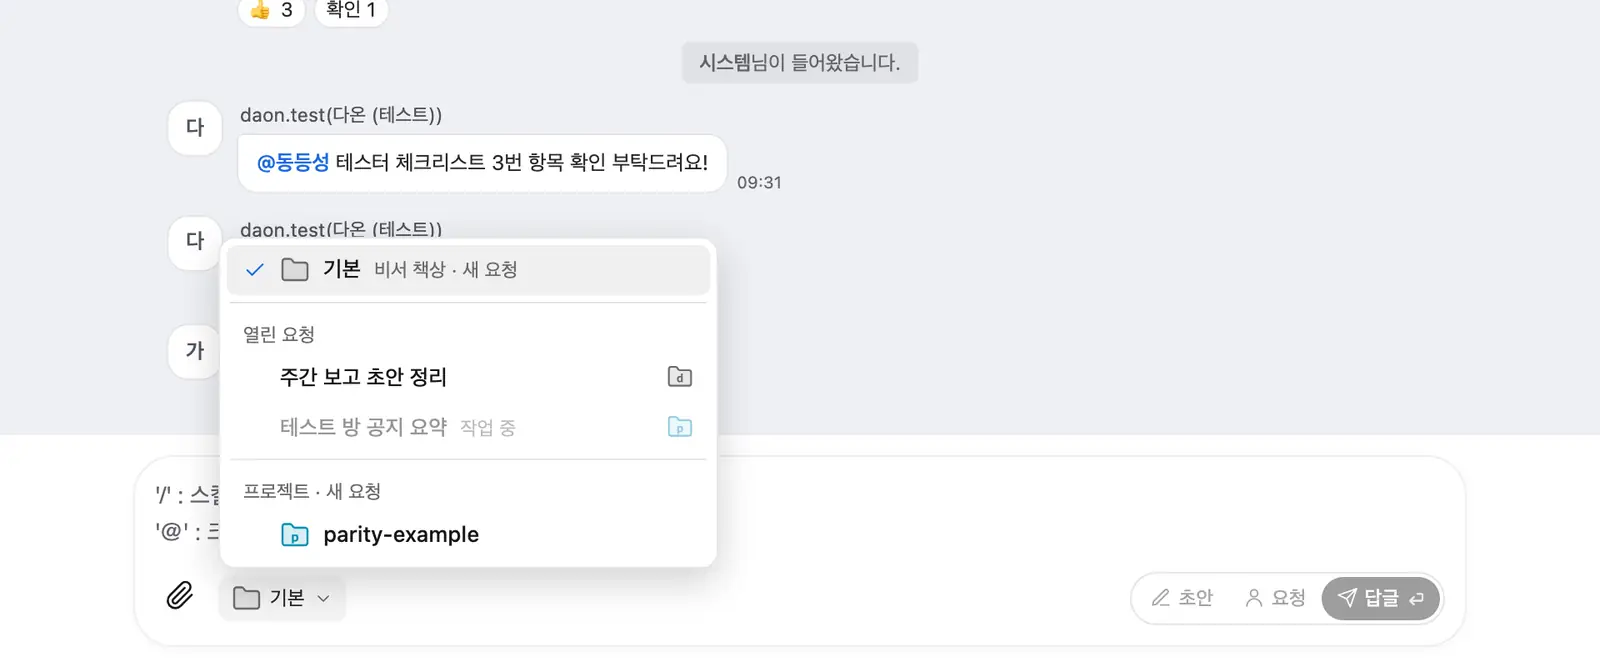 👍 3 확인 1
시스템님이 들어왔습니다.
다
daon.test(다온 (테스트))
@동등성 테스터 체크리스트 3번 항목 확인 부탁드려요!
09:31
다
daon.test(다온 (테스트))
가
기본 비서 책상 · 새 요청
열린 요청
주간 보고 초안 정리 d
테스트 방 공지 요약 작업 중 p
프로젝트 · 새 요청
p parity-example
'/' :
'@' :
기본
초안 요청 답글